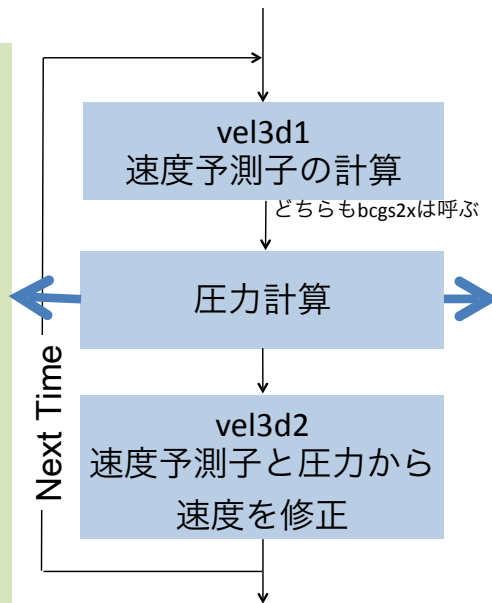 vel3d1
速度予測子の計算
どちらもbcgs2xは呼ぶ
圧力計算
Next Time
vel3d2
速度予測子と圧力から
速度を修正